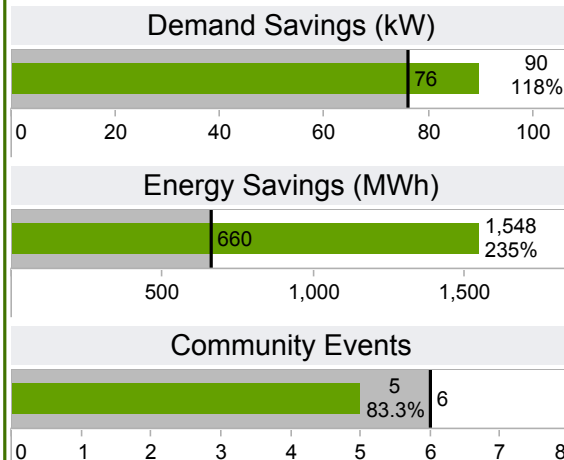 Demand Savings (kW)
76
90
118%
0 20 40 60 80 100
Energy Savings (MWh)
660
1,548
235%
500 1,000 1,500
Community Events
5
83.3%
6
0 1 2 3 4 5 6 7 8